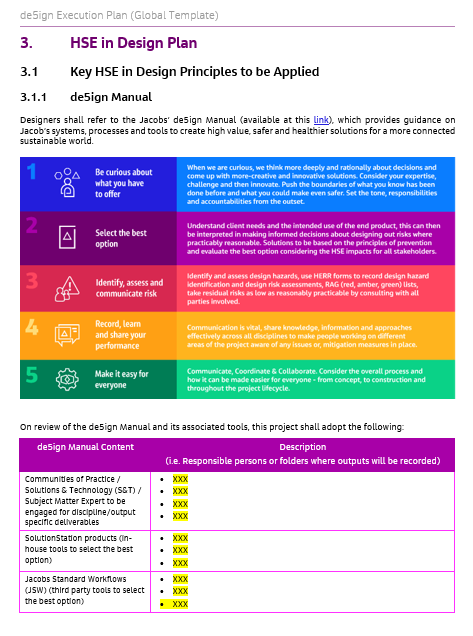 de5ign Execution Plan (Global Template)
3. HSE in Design Plan
3.1 Key HSE in Design Principles to be Applied
3.1.1 de5ign Manual
Designers shall refer to the Jacobs' de5ign Manual (available at this link), which provides guidance on
Jacob's systems, processes and tools to create high value, safer and healthier solutions for a more connected
sustainable world.
1
Be curious about
what you have
to offer
When we are curious, we think more deeply and rationally about decisions and
come up with more-creative and innovative solutions. Consider your expertise,
challenge and then innovate. Push the boundaries of what you know has been
done before and what you could make even safer. Set the tone, responsibilities
and accountabilities from the outset.
2
Select the best
option
Understand client needs and the intended use of the end product, this can then
be interpreted in making informed decisions about designing out risks where
practicably reasonable. Solutions to be based on the principles of prevention
and evaluate the best option considering the HSE impacts for all stakeholders.
3
Identify, assess and
communicate risk
Identify and assess design hazards, use HERR forms to record design hazard
identification and design risk assessments, RAG (red, amber, green) lists,
take residual risks as low as reasonably practicable by consulting with all
parties involved.
4
Record, learn
and share your
performance
Communication is vital, share knowledge, information and approaches
effectively across all disciplines to make people working on different
areas of the project aware of any issues or, mitigation measures in place.
5
Make it easy for
everyone
Communicate, Coordinate & Collaborate. Consider the overall process and
how it can be made easier for everyone - from concept, to construction and
throughout the project lifecycle.
On review of the de5ign Manual and its associated tools, this project shall adopt the following:
de5ign Manual Content
Description
(i.e. Responsible persons or folders where outputs will be recorded)
Communities of Practice /
Solutions & Technology (S&T) /
Subject Matter Expert to be
engaged for discipline/output
specific deliverables
• XXX
• XXX
• XXX
• XXX
SolutionStation products (in-
house tools to select the best
option)
• XXX
• XXX
• XXX
Jacobs Standard Workflows
(JSW) (third party tools to select
the best option)
• XXX
• XXX
• XXX